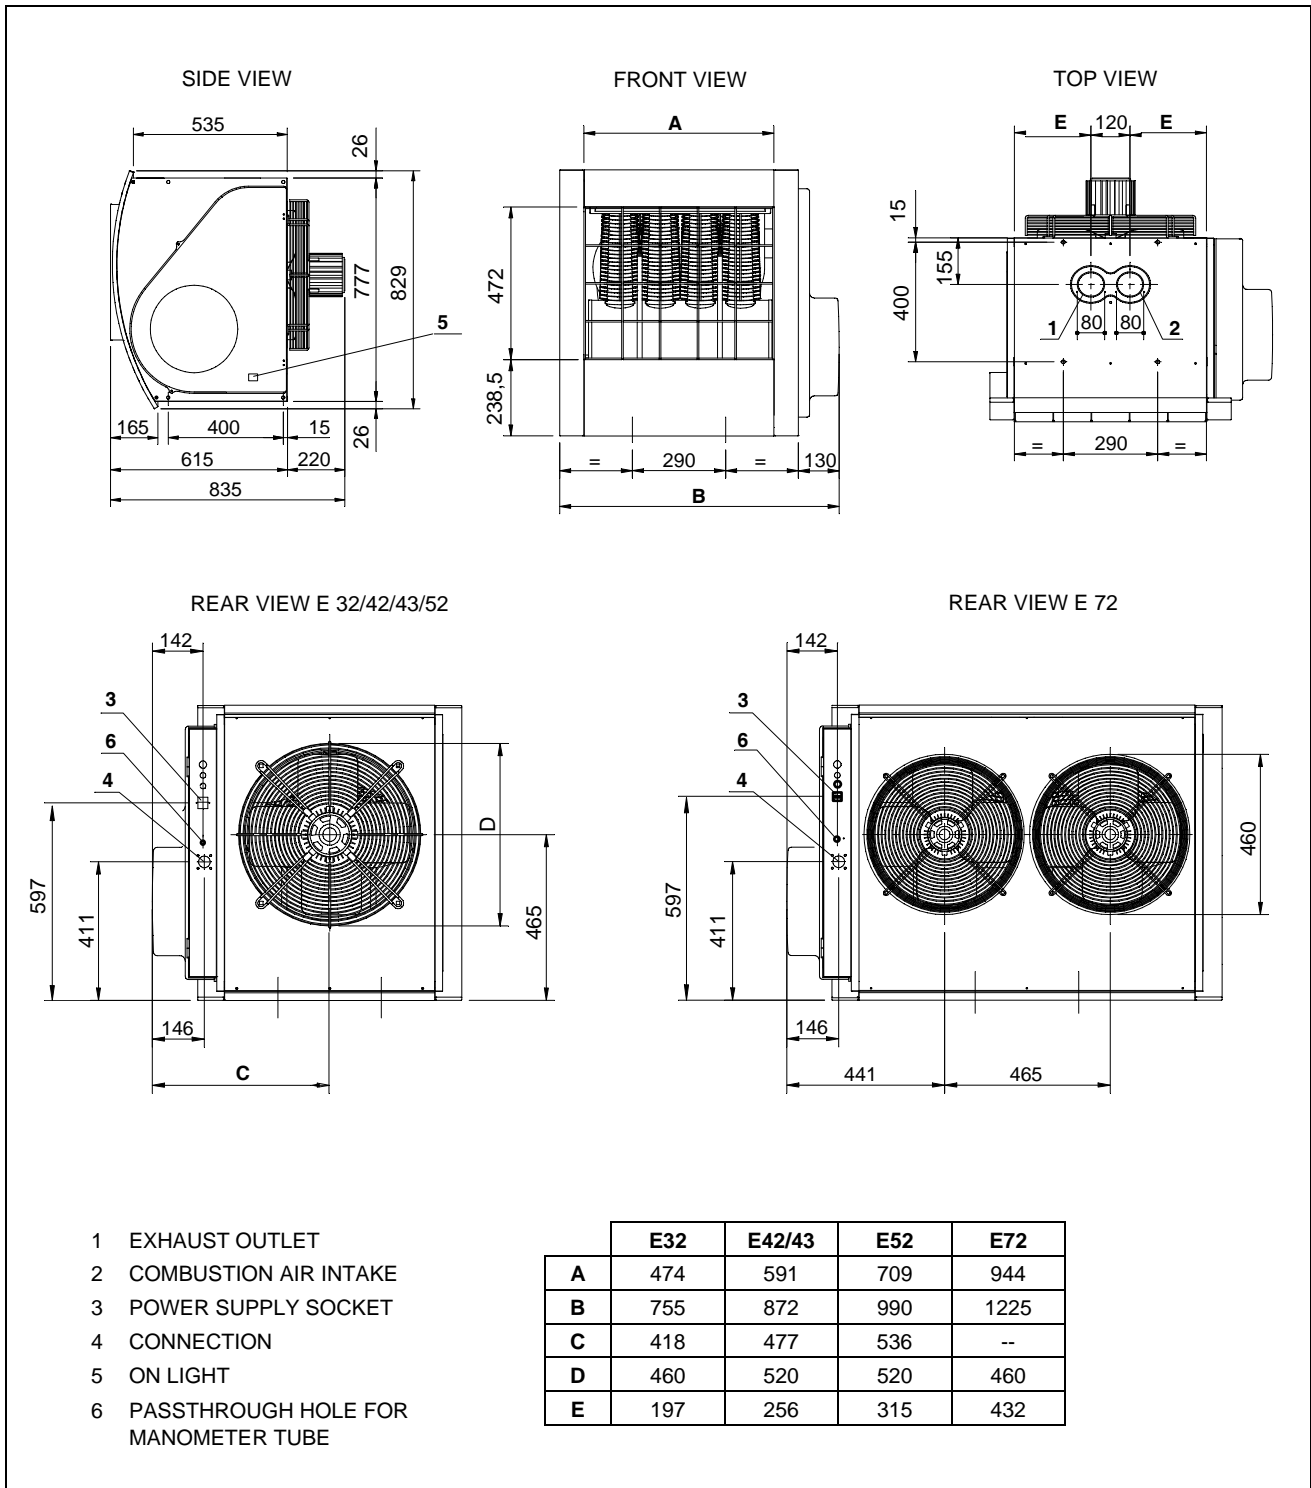 SIDE VIEW
535
26
777
829
5
165
400
15
26
615
220
835
FRONT VIEW
A
472
238,5
=
290
=
130
B
TOP VIEW
E
120
E
15
155
400
1
80
80
2
=
290
=
REAR VIEW E 32/42/43/52
142
3
6
4
D
597
411
465
146
C
REAR VIEW E 72
142
3
6
4
460
597
411
146
441
465
1 EXHAUST OUTLET
2 COMBUSTION AIR INTAKE
3 POWER SUPPLY SOCKET
4 CONNECTION
5 ON LIGHT
6 PASSTHROUGH HOLE FOR
MANOMETER TUBE
E32 E42/43 E52 E72
A 474 591 709 944
B 755 872 990 1225
C 418 477 536 --
D 460 520 520 460
E 197 256 315 432